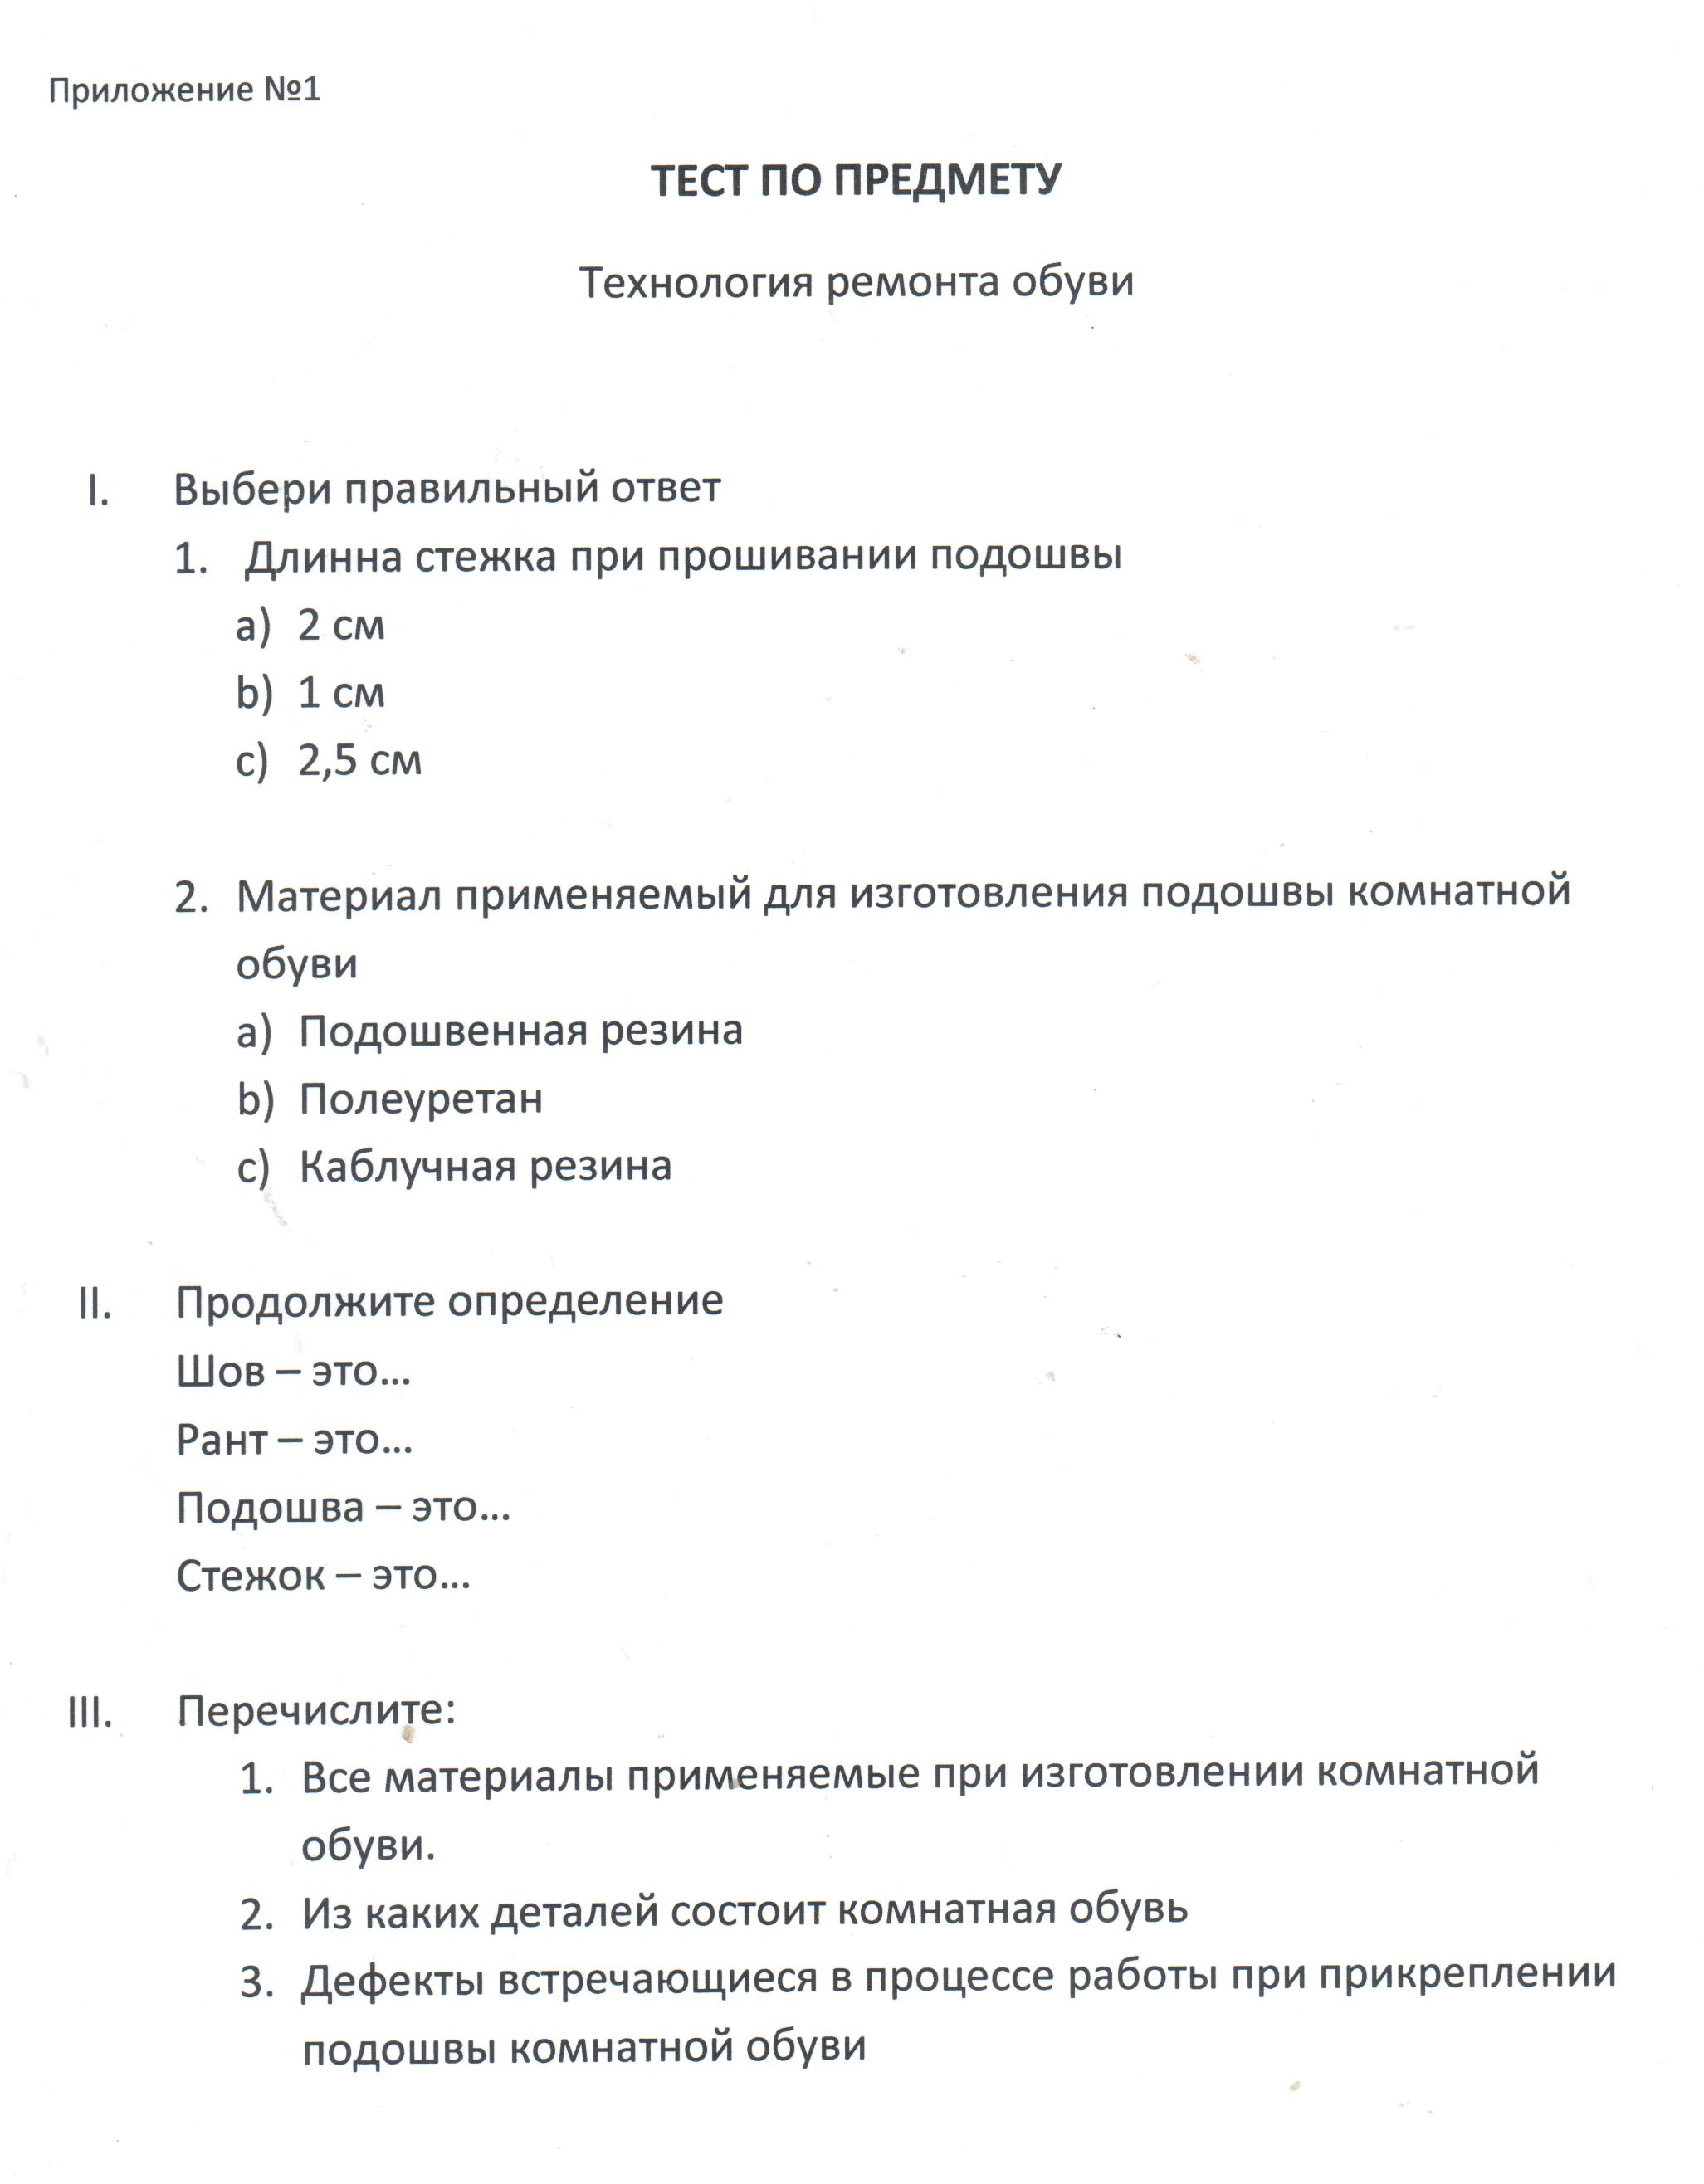 Приложение №1
ТЕСТ ПО ПРЕДМЕТУ
Технология ремонта обуви
I. Выбери правильный ответ
1. Длинна стежка при прошивании подошвы
a) 2 см
b) 1 см
c) 2,5 см
2. Материал применяемый для изготовления подошвы комнатной
обуви
a) Подошвенная резина
b) Полеуретан
c) Каблучная резина
II. Продолжите определение
Шов – это...
Рант – это...
Подошва – это...
Стежок – это...
III. Перечислите:
1. Все материалы применяемые при изготовлении комнатной
обуви.
2. Из каких деталей состоит комнатная обувь
3. Дефекты встречающиеся в процессе работы при прикреплении
подошвы комнатной обуви